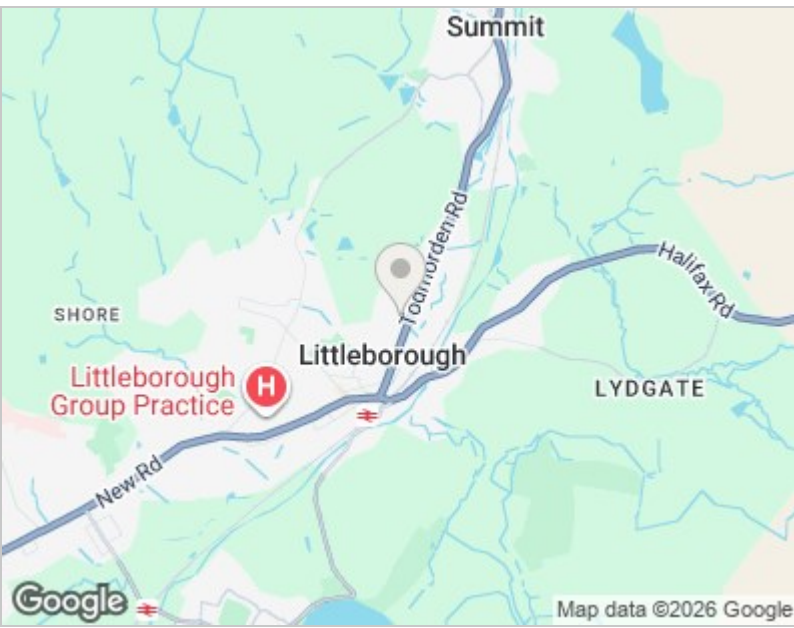 Summit
Todmorden Rd
Halifax Rd
SHORE
Littleborough
Littleborough
Group Practice
H
LYDGATE
New Rd
Google
Map data ©2026 Google